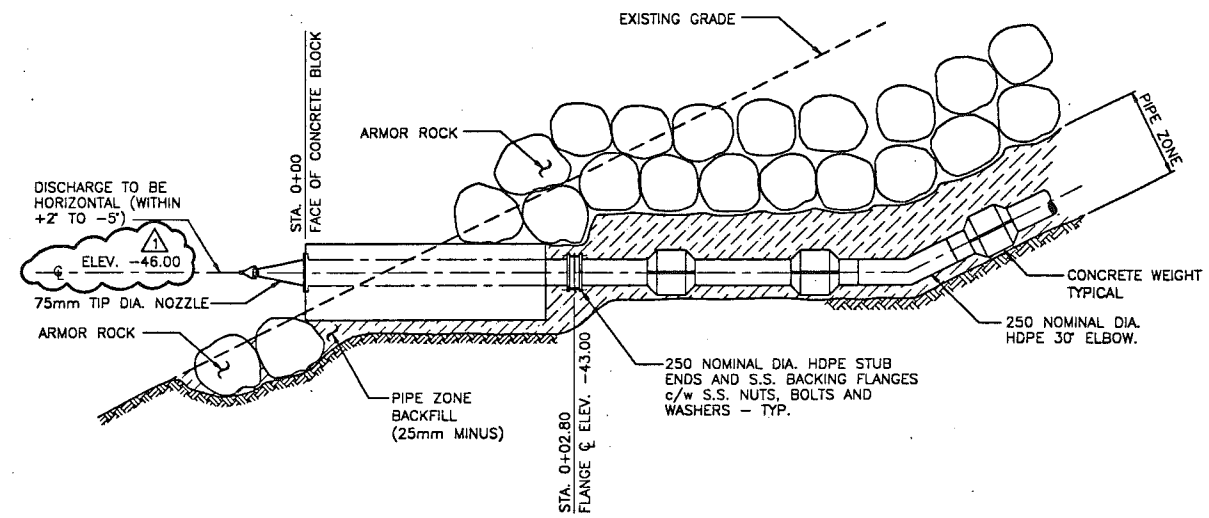 EXISTING GRADE
STA. 0+00
FACE OF CONCRETE BLOCK
ARMOR ROCK
PIPE ZONE
DISCHARGE TO BE
HORIZONTAL (WITHIN
+2° TO -5°)
1
℄ ELEV. -46.00
75mm TIP DIA. NOZZLE
ARMOR ROCK
CONCRETE WEIGHT
TYPICAL
250 NOMINAL DIA.
HDPE 30° ELBOW.
250 NOMINAL DIA. HDPE STUB
ENDS AND S.S. BACKING FLANGES
c/w S.S. NUTS, BOLTS AND
WASHERS - TYP.
PIPE ZONE
BACKFILL
(25mm MINUS)
STA. 0+02.80
FLANGE ℄ ELEV. -43.00